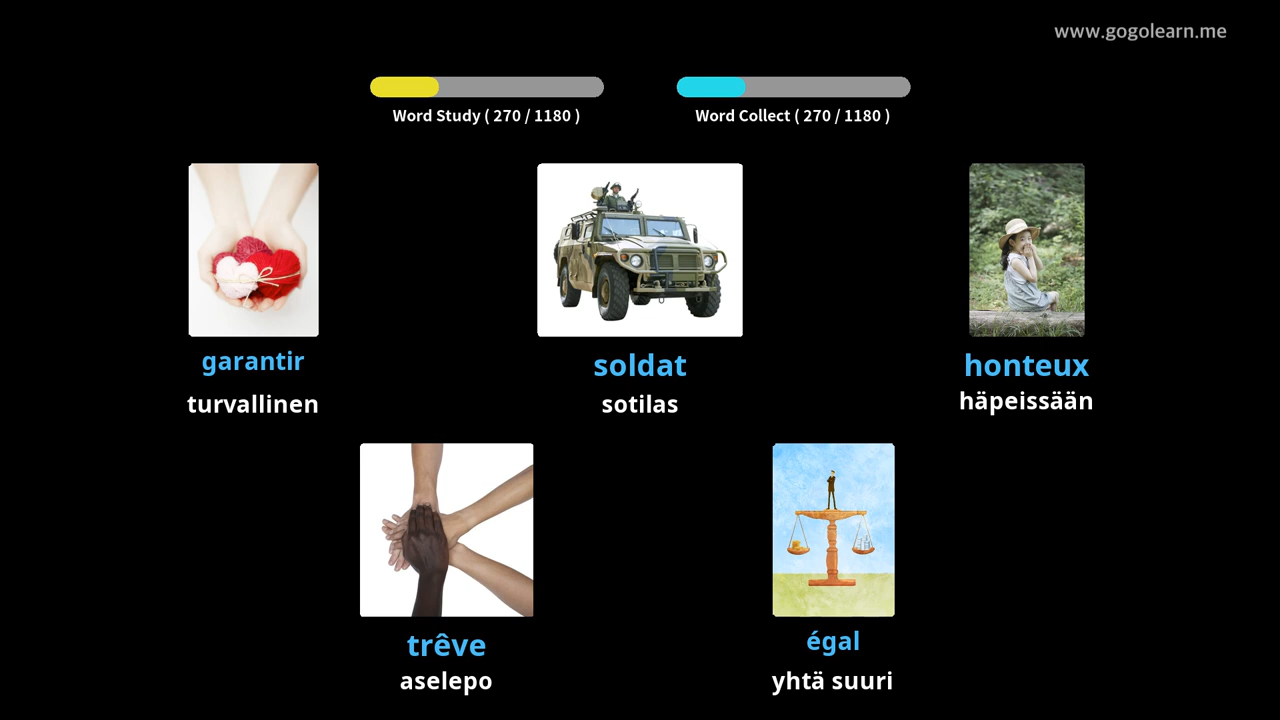 www.gogolearn.me
Word Study ( 270 / 1180 )
Word Collect ( 270 / 1180 )
garantir
turvallinen
soldat
sotilas
honteux
häpeissään
trêve
aselepo
égal
yhtä suuri